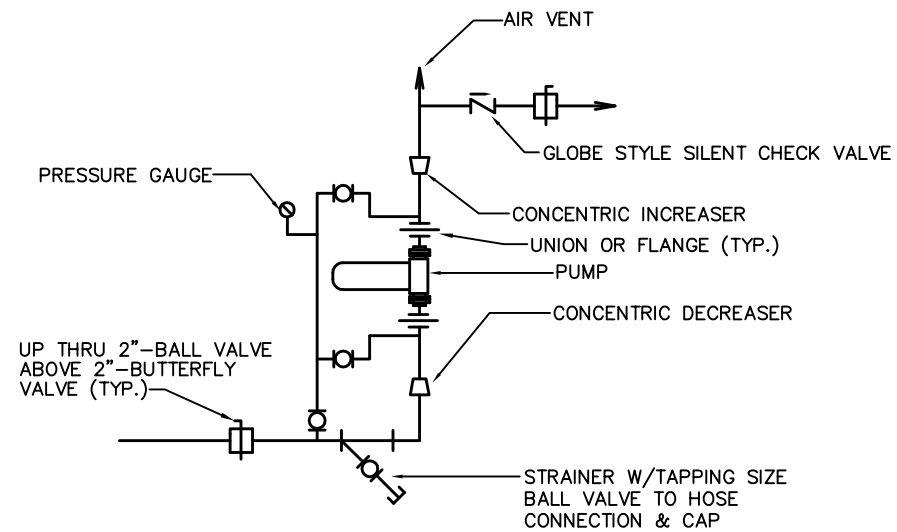 AIR VENT
GLOBE STYLE SILENT CHECK VALVE
PRESSURE GAUGE
CONCENTRIC INCREASER
UNION OR FLANGE (TYP.)
PUMP
CONCENTRIC DECREASER
UP THRU 2"-BALL VALVE
ABOVE 2"-BUTTERFLY
VALVE (TYP.)
STRAINER W/TAPPING SIZE
BALL VALVE TO HOSE
CONNECTION & CAP